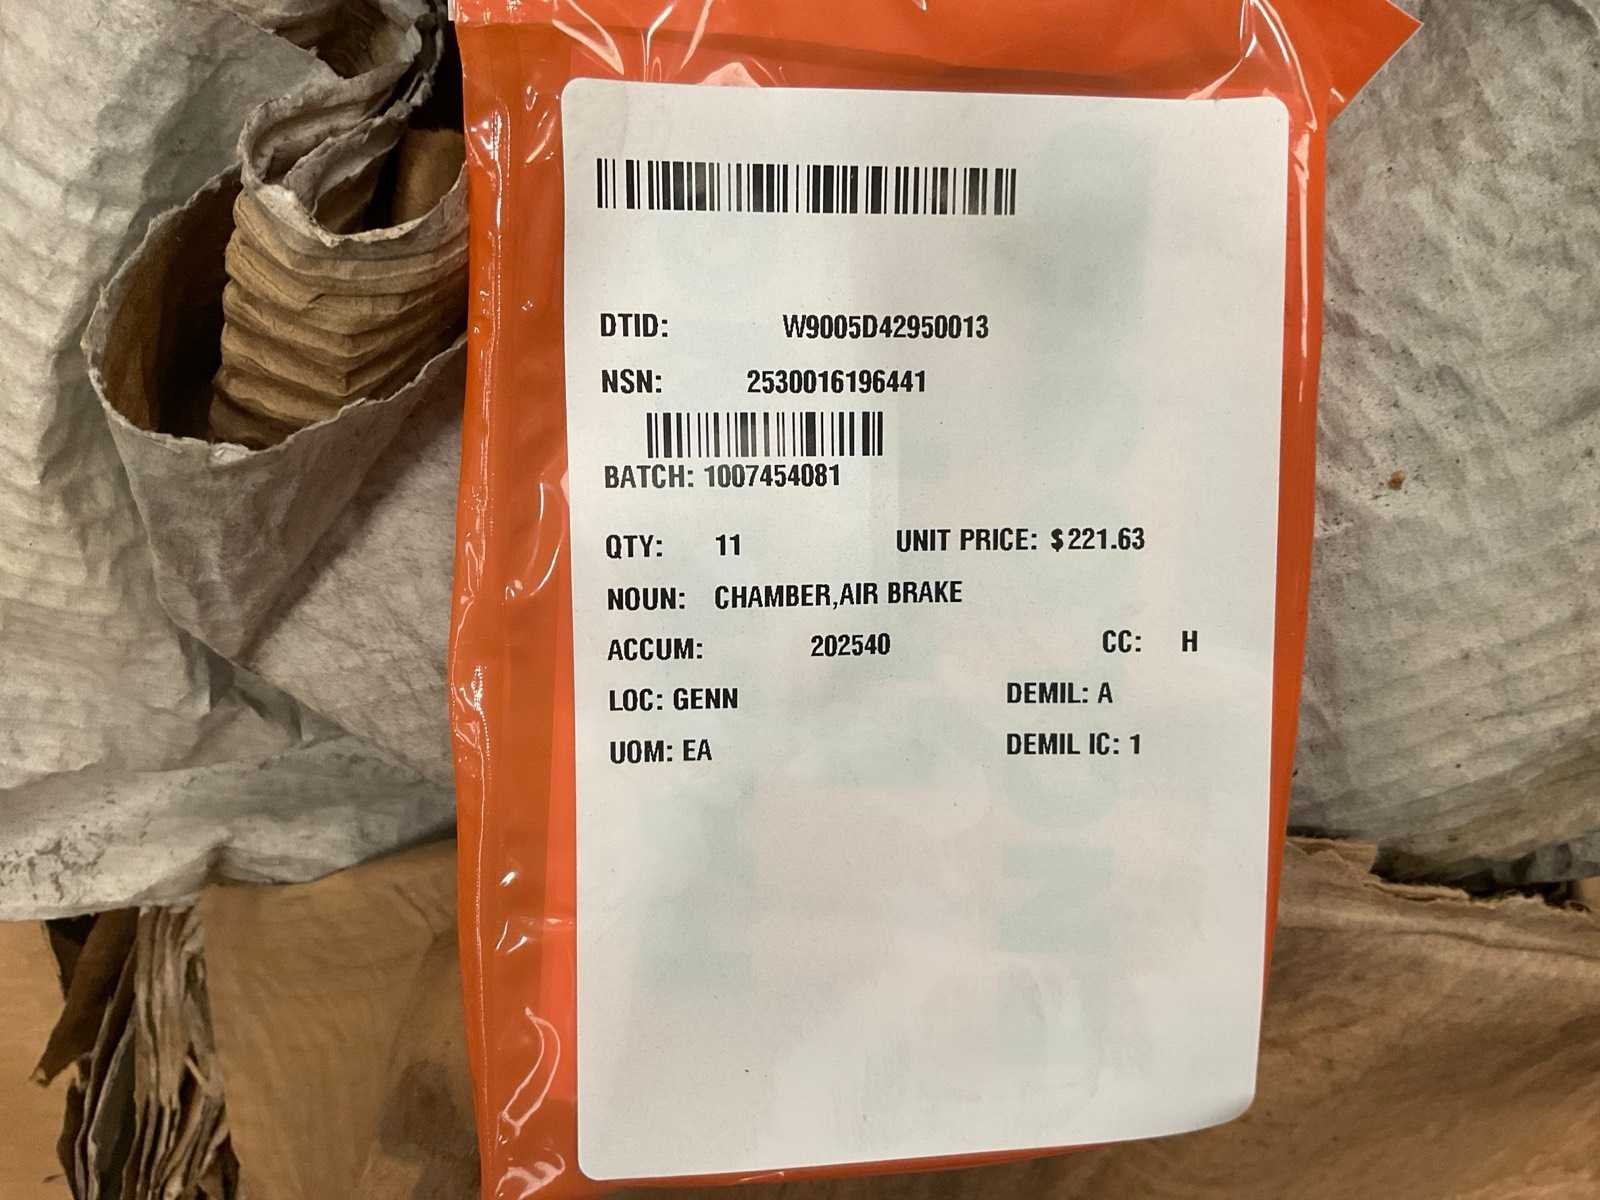 DTID: W9005D42950013
NSN: 2530016196441
BATCH: 1007454081
QTY: 11 UNIT PRICE: $221.63
NOUN: CHAMBER,AIR BRAKE
ACCUM: 202540 CC: H
LOC: GENN DEMIL: A
UOM: EA DEMIL IC: 1